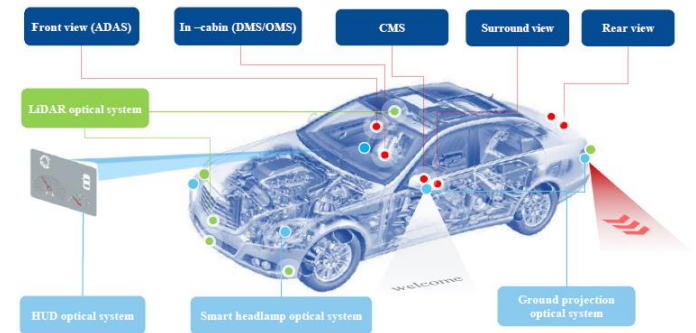 Front view (ADAS)
In –cabin (DMS/OMS)
CMS
Surround view
Rear view
LiDAR optical system
welcome
HUD optical system
Smart headlamp optical system
Ground projection
optical system